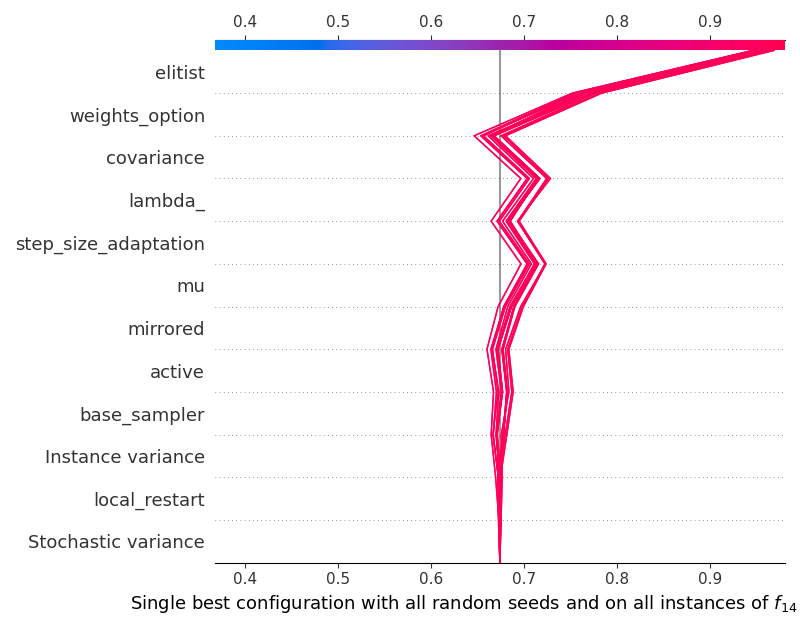 0.4 0.5 0.6 0.7 0.8 0.9
elitist
weights_option
covariance
lambda_
step_size_adaptation
mu
mirrored
active
base_sampler
Instance variance
local_restart
Stochastic variance
0.4 0.5 0.6 0.7 0.8 0.9
Single best configuration with all random seeds and on all instances of f₁₄